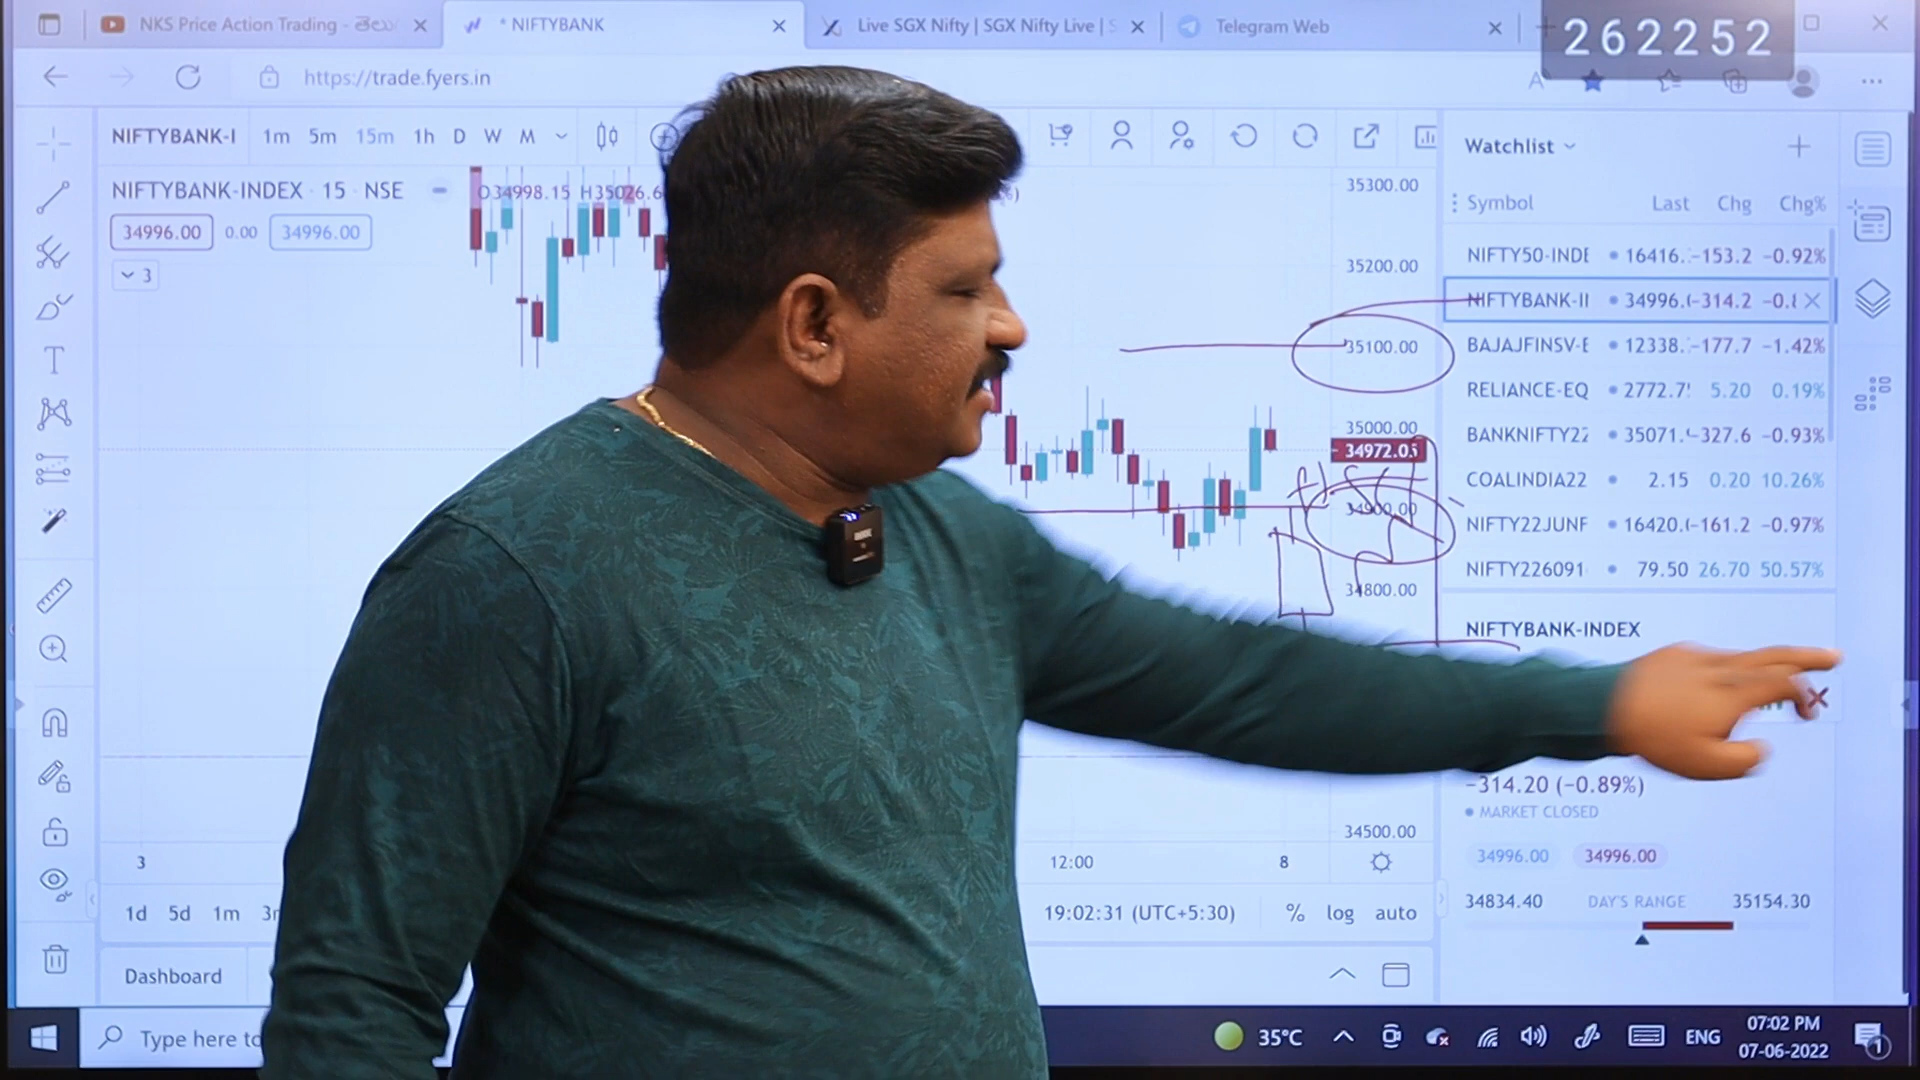 NKS Price Action Trading - తెలు
* NIFTYBANK
Live SGX Nifty | SGX Nifty Live | S
Telegram Web
262252
https://trade.fyers.in
NIFTYBANK-I
1m 5m 15m 1h D W M
Watchlist
NIFTYBANK-INDEX · 15 · NSE
O34998.15 H35026.6
35300.00
Symbol Last Chg Chg%
34996.00 0.00 34996.00
3
NIFTY50-INDE 16416. -153.2 -0.92%
35200.00
NIFTYBANK-II 34996.( -314.2 -0.8
35100.00
BAJAJFINSV-E 12338. -177.7 -1.42%
RELIANCE-EQ 2772.7 5.20 0.19%
35000.00
BANKNIFTY22 35071. -327.6 -0.93%
34972.05
COALINDIA22 2.15 0.20 10.26%
34900.00
NIFTY22JUNF 16420.( -161.2 -0.97%
34800.00
NIFTY226091 79.50 26.70 50.57%
NIFTYBANK-INDEX
-314.20 (-0.89%)
MARKET CLOSED
34500.00
3 12:00 8
34996.00 34996.00
34834.40 DAY'S RANGE 35154.30
1d 5d 1m 3r
19:02:31 (UTC+5:30) % log auto
Dashboard
Type here to
35°C
ENG
07:02 PM
07-06-2022
1